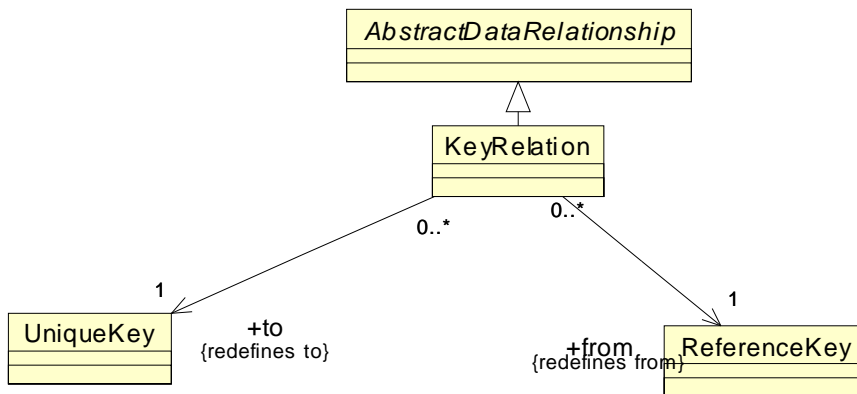 AbstractDataRelationship
KeyRelation
0..*
0..*
1
1
UniqueKey
+to
{redefines to}
+from
{redefines from}
ReferenceKey